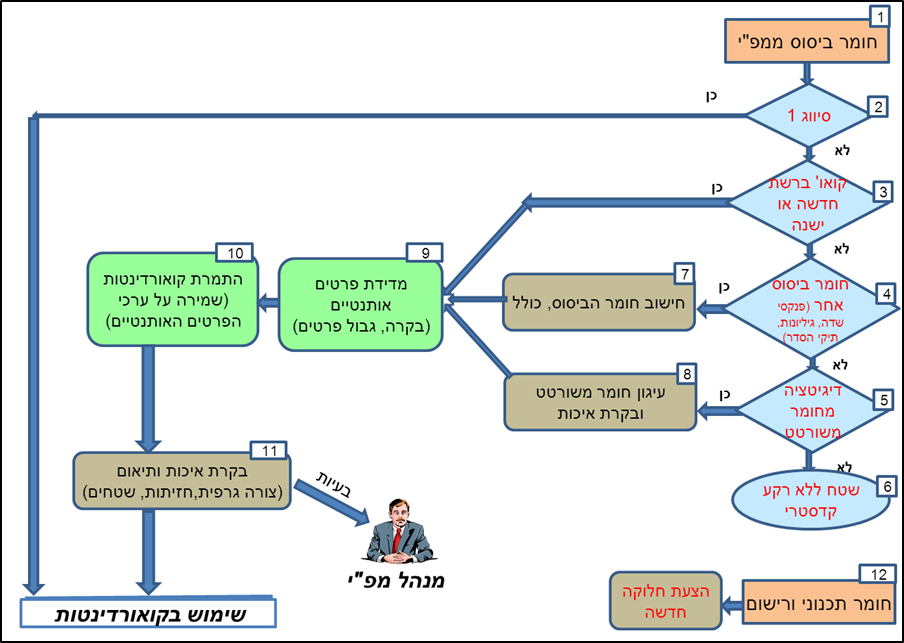 1
חומר ביסוס ממפ"י
2
כן
סיווג 1
לא
3
קואו' ברשת
חדשה או
ישנה
כן
לא
4
חומר ביסוס
אחר (פנקסי
שדה, גיליונות,
תיקי הסדר)
כן
7
חישוב חומר הביסוס, כולל
9
מדידת פרטים
אותנטיים
(בקרה, גבול פרטים)
10
התמרת קואורדינטות
(שמירה על ערכי
הפרטים האותנטיים)
לא
5
דיגיטציה
מחומר
משורטט
כן
8
עיגון חומר משורטט
ובקרת איכות
לא
6
שטח ללא רקע
קדסטרי
11
בקרת איכות ותיאום
(צורה גרפית,חזיתות, שטחים)
בעיות
מנהל מפ"י
12
חומר תכנוני ורישום
הצעת חלוקה
חדשה
שימוש בקואורדינטות